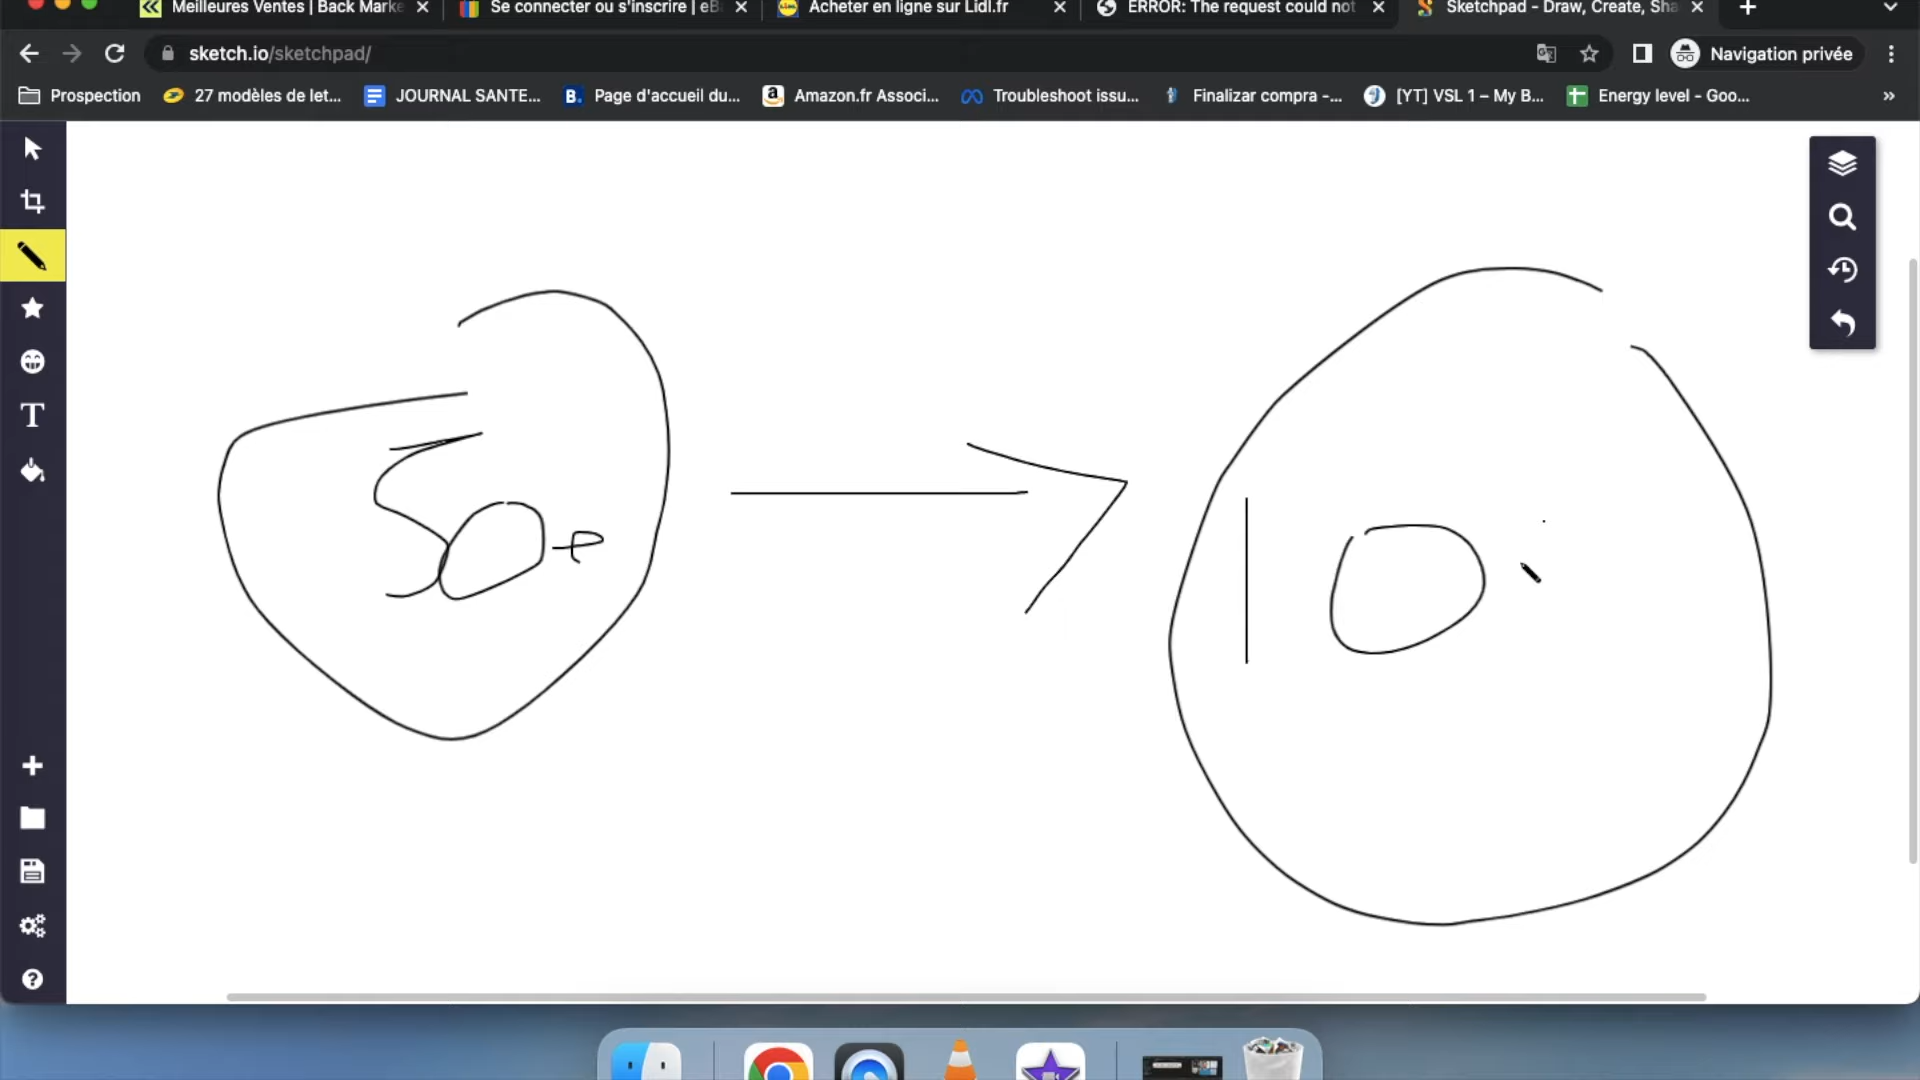 Meilleures Ventes | Back Marke
Se connecter ou s'inscrire | eB
Acheter en ligne sur Lidl.fr
ERROR: The request could not
Sketchpad - Draw, Create, Sha
sketch.io/sketchpad/
Navigation privée
Prospection
27 modèles de let...
JOURNAL SANTE...
Page d'accueil du...
Amazon.fr Associ...
Troubleshoot issu...
Finalizar compra -...
[YT] VSL 1 – My B...
Energy level - Goo...
T
50
10